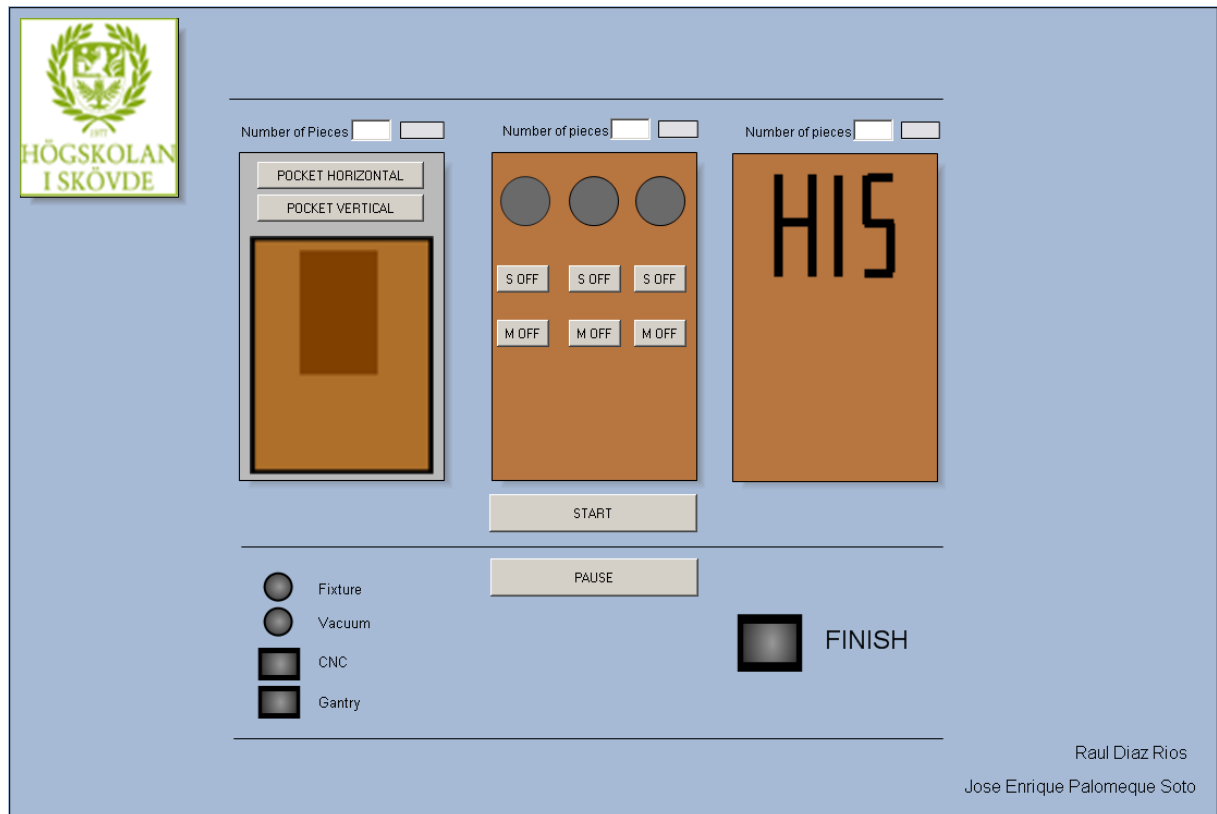 1977
HÖGSKOLAN
I SKÖVDE
Number of Pieces
Number of pieces
Number of pieces
POCKET HORIZONTAL
POCKET VERTICAL
HIS
S OFF
S OFF
S OFF
M OFF
M OFF
M OFF
START
PAUSE
Fixture
Vacuum
CNC
Gantry
FINISH
Raul Diaz Rios
Jose Enrique Palomeque Soto